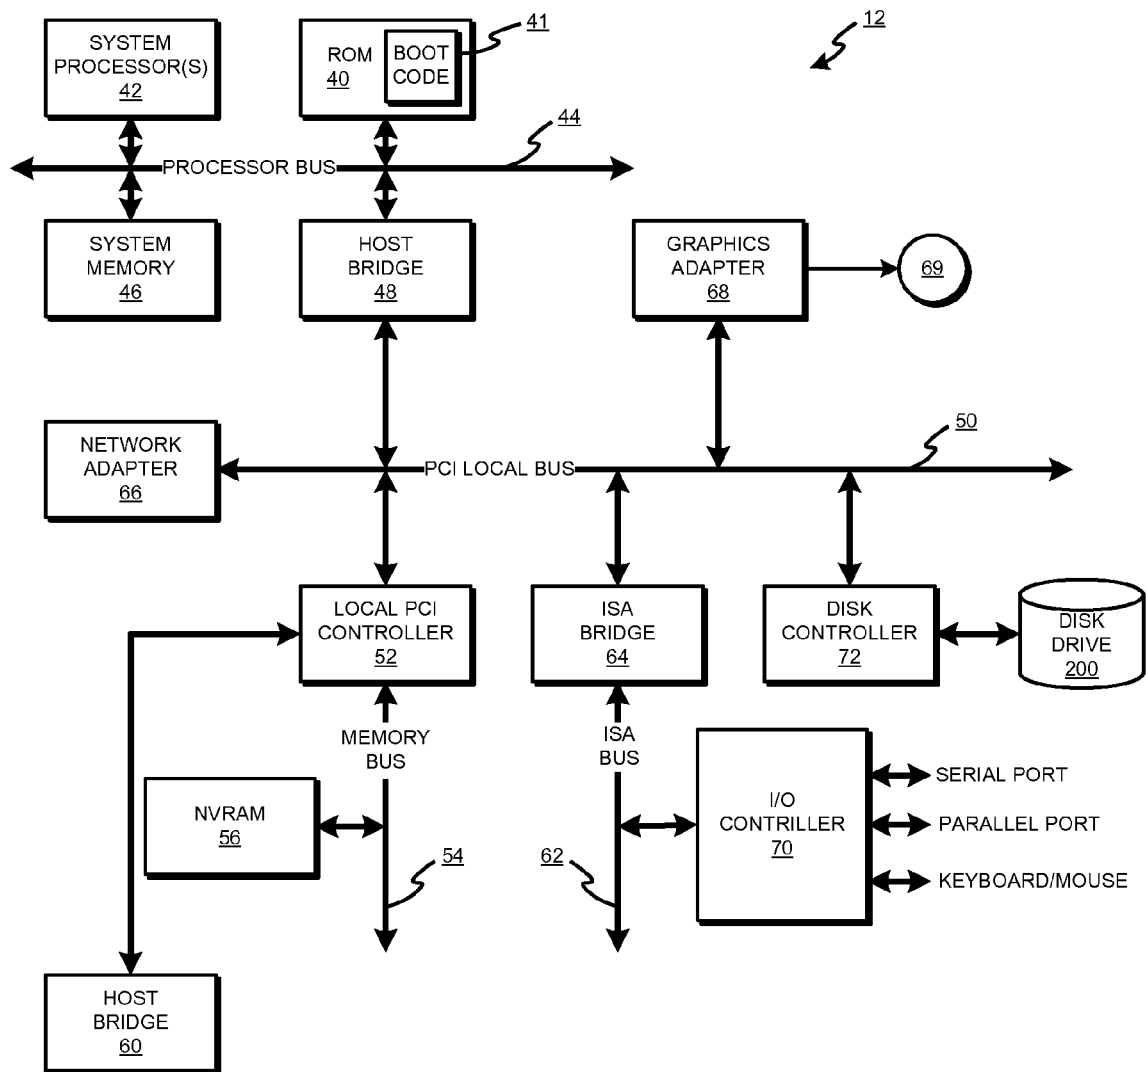 SYSTEM
PROCESSOR(S)
42
ROM
40
BOOT
CODE
41
12
44
PROCESSOR BUS
SYSTEM
MEMORY
46
HOST
BRIDGE
48
GRAPHICS
ADAPTER
68
69
NETWORK
ADAPTER
66
PCI LOCAL BUS
50
LOCAL PCI
CONTROLLER
52
ISA
BRIDGE
64
DISK
CONTROLLER
72
DISK
DRIVE
200
MEMORY
BUS
ISA
BUS
NVRAM
56
54
62
I/O
CONTRILLER
70
SERIAL PORT
PARALLEL PORT
KEYBOARD/MOUSE
HOST
BRIDGE
60